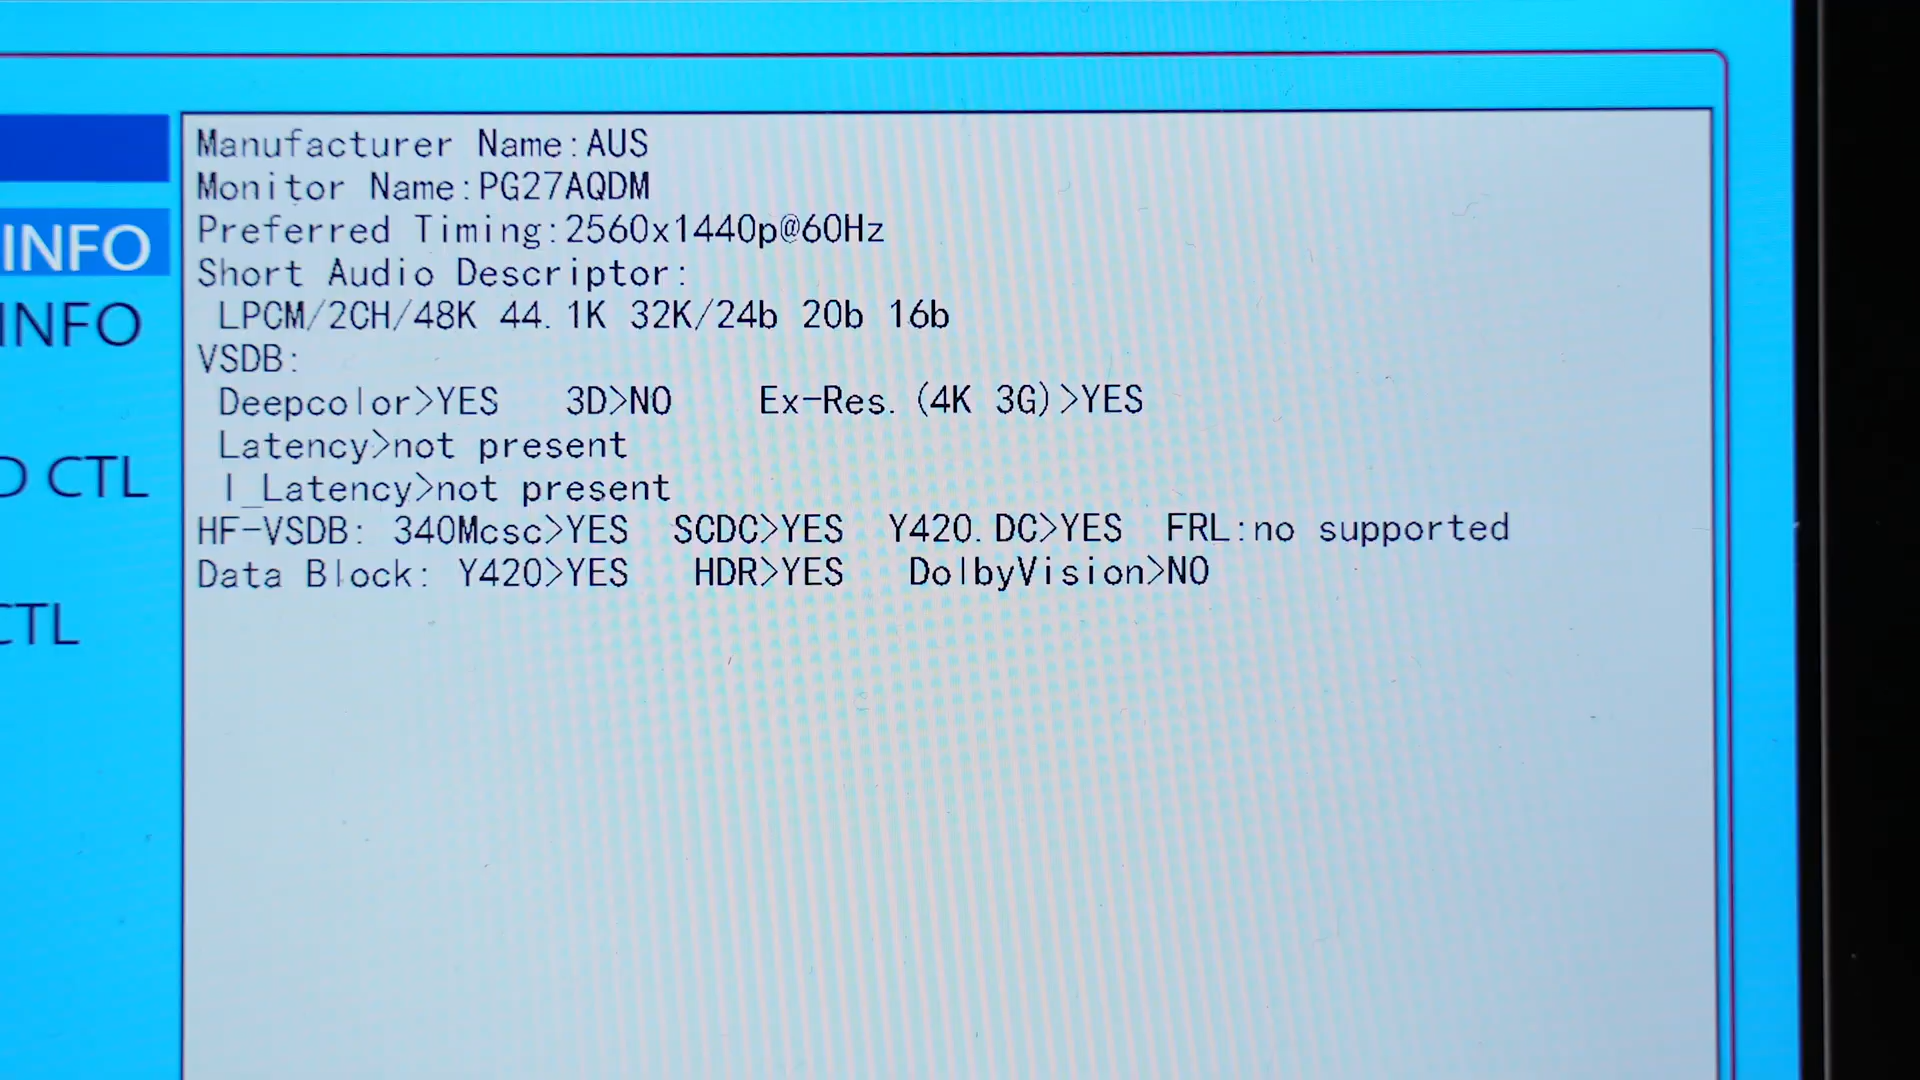 Manufacturer Name:AUS
Monitor Name:PG27AQDM
Preferred Timing:2560x1440p@60Hz
Short Audio Descriptor:
LPCM/2CH/48K 44.1K 32K/24b 20b 16b
VSDB:
Deepcolor>YES 3D>NO Ex-Res.(4K 3G)>YES
Latency>not present
I_Latency>not present
HF-VSDB: 340Mcsc>YES SCDC>YES Y420.DC>YES FRL:no supported
Data Block: Y420>YES HDR>YES DolbyVision>NO
INFO
INFO
D CTL
CTL